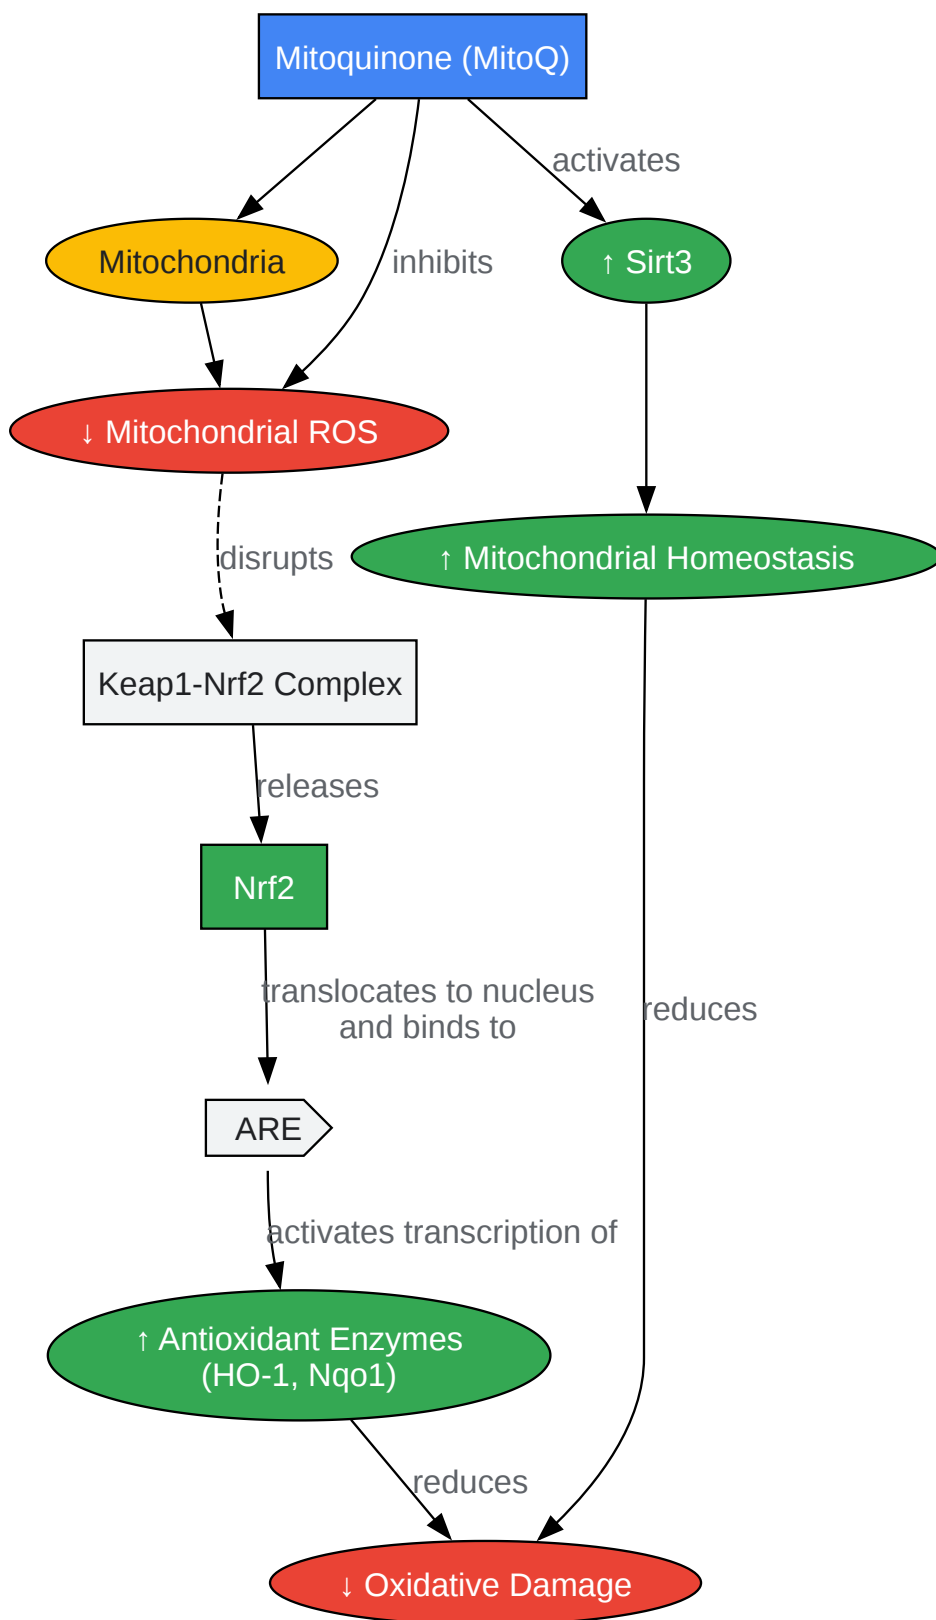 Mitoquinone (MitoQ)
activates
Mitochondria
inhibits
↑ Sirt3
↓ Mitochondrial ROS
disrupts
↑ Mitochondrial Homeostasis
Keap1-Nrf2 Complex
releases
Nrf2
translocates to nucleus
and binds to
reduces
ARE
activates transcription of
↑ Antioxidant Enzymes
(HO-1, Nqo1)
reduces
↓ Oxidative Damage